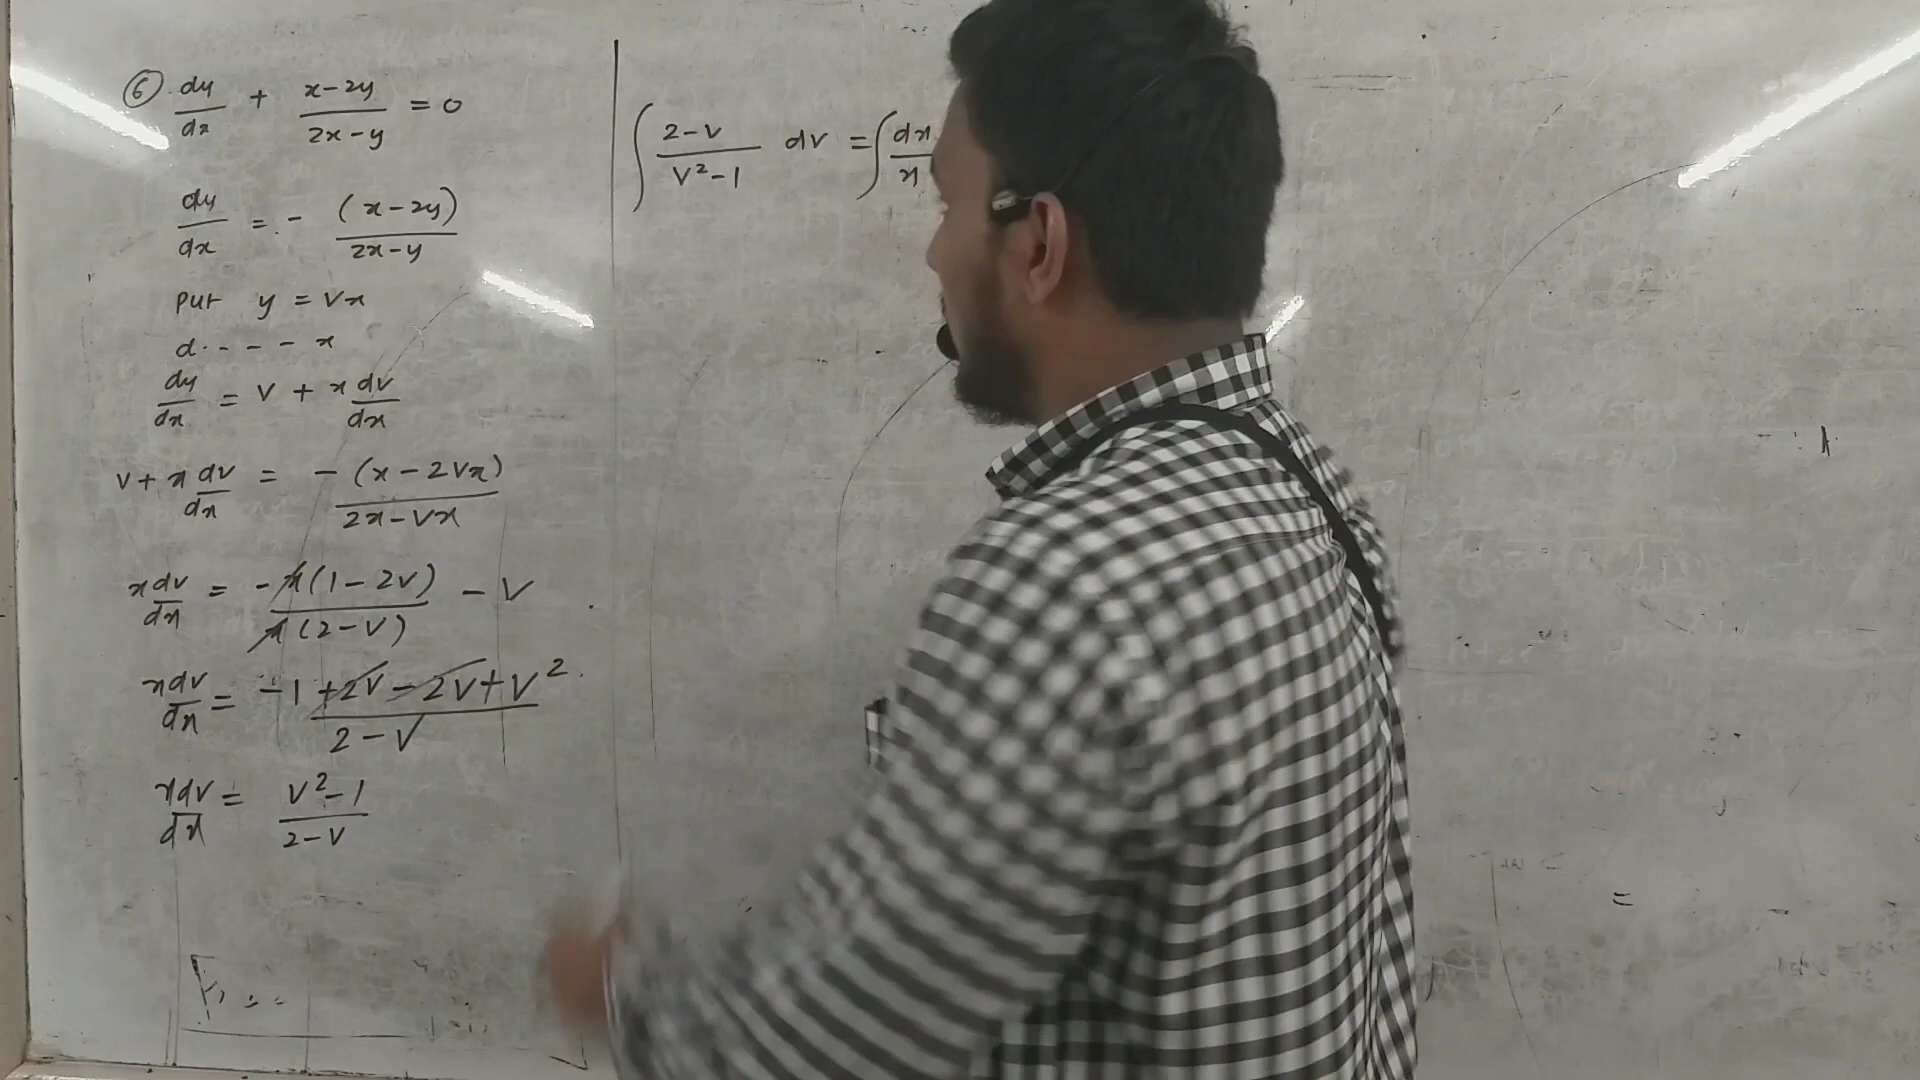 ⑥. dy/dx + (x-2y)/(2x-y) = 0
dy/dx = - (x-2y)/(2x-y)
put y = vx
d. - - - x
dy/dx = v + x dv/dx
v + x dv/dx = -(x-2vx)/(2x-vx)
x dv/dx = -x(1-2v)/x(2-v) - v
x dv/dx = (-1+2v-2v+v²)/(2-v)
x dv/dx = (v²-1)/(2-v)
∫ (2-v)/(v²-1) dv = ∫ dx/x